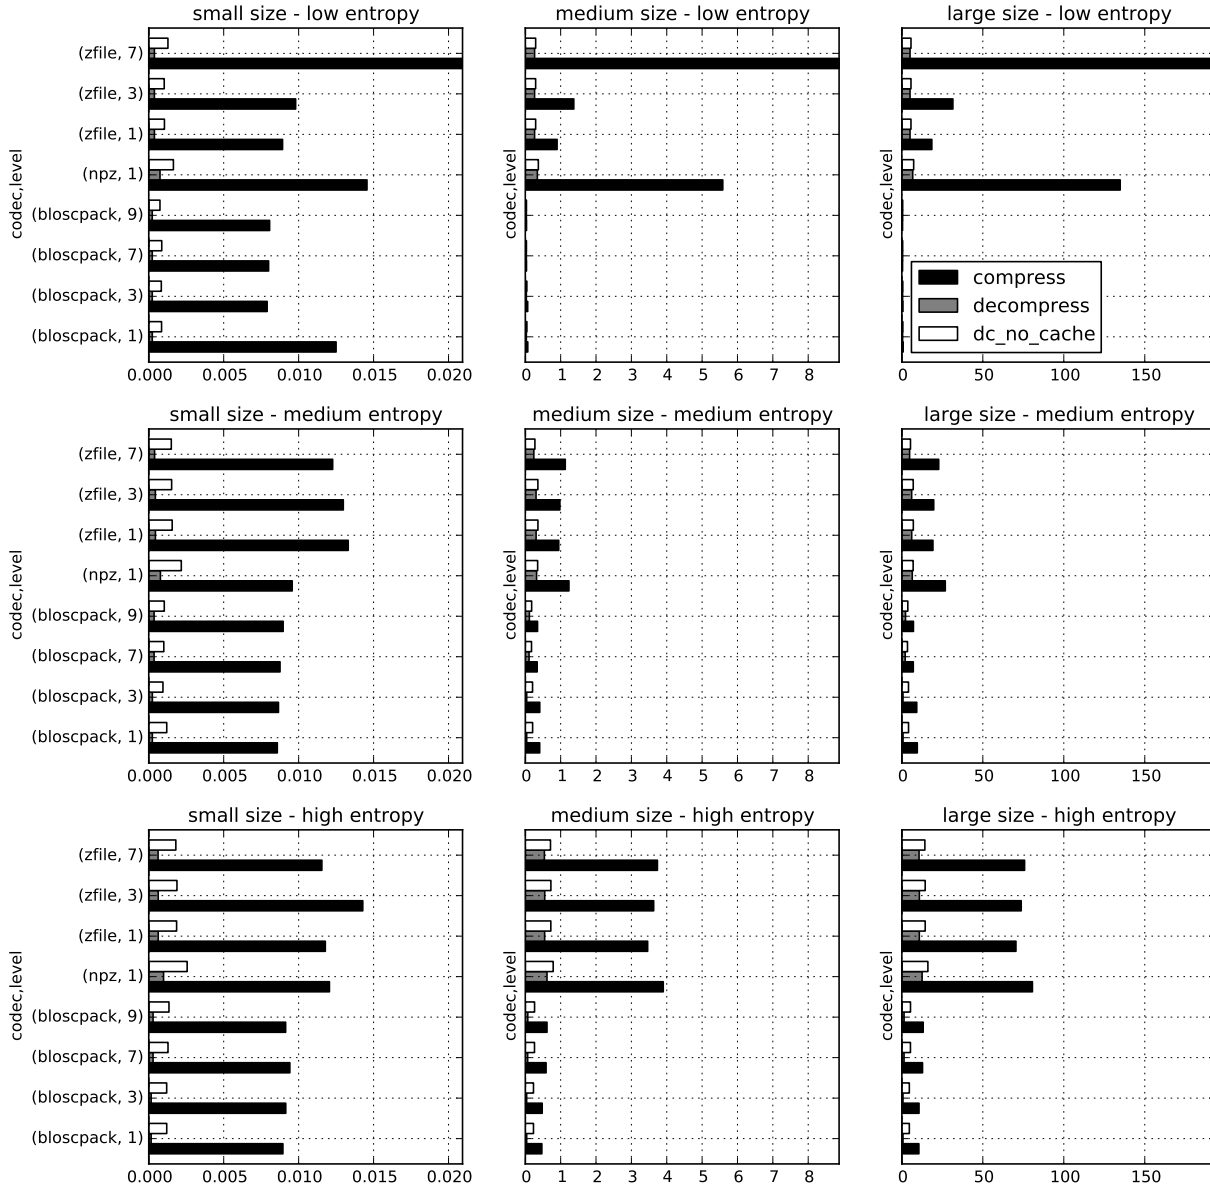 small size - low entropy
medium size - low entropy
large size - low entropy
codec,level
(zfile, 7)
(zfile, 3)
(zfile, 1)
(npz, 1)
(bloscpack, 9)
(bloscpack, 7)
(bloscpack, 3)
(bloscpack, 1)
0.000 0.005 0.010 0.015 0.020
codec,level
0 1 2 3 4 5 6 7 8
codec,level
compress
decompress
dc_no_cache
0 50 100 150
small size - medium entropy
medium size - medium entropy
large size - medium entropy
codec,level
(zfile, 7)
(zfile, 3)
(zfile, 1)
(npz, 1)
(bloscpack, 9)
(bloscpack, 7)
(bloscpack, 3)
(bloscpack, 1)
0.000 0.005 0.010 0.015 0.020
codec,level
0 1 2 3 4 5 6 7 8
codec,level
0 50 100 150
small size - high entropy
medium size - high entropy
large size - high entropy
codec,level
(zfile, 7)
(zfile, 3)
(zfile, 1)
(npz, 1)
(bloscpack, 9)
(bloscpack, 7)
(bloscpack, 3)
(bloscpack, 1)
0.000 0.005 0.010 0.015 0.020
codec,level
0 1 2 3 4 5 6 7 8
codec,level
0 50 100 150